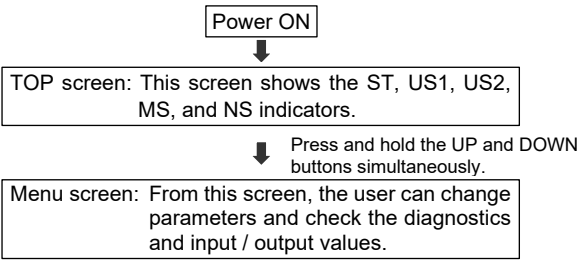 Power ON
TOP screen: This screen shows the ST, US1, US2,
MS, and NS indicators.
Press and hold the UP and DOWN
buttons simultaneously.
Menu screen: From this screen, the user can change
parameters and check the diagnostics
and input / output values.